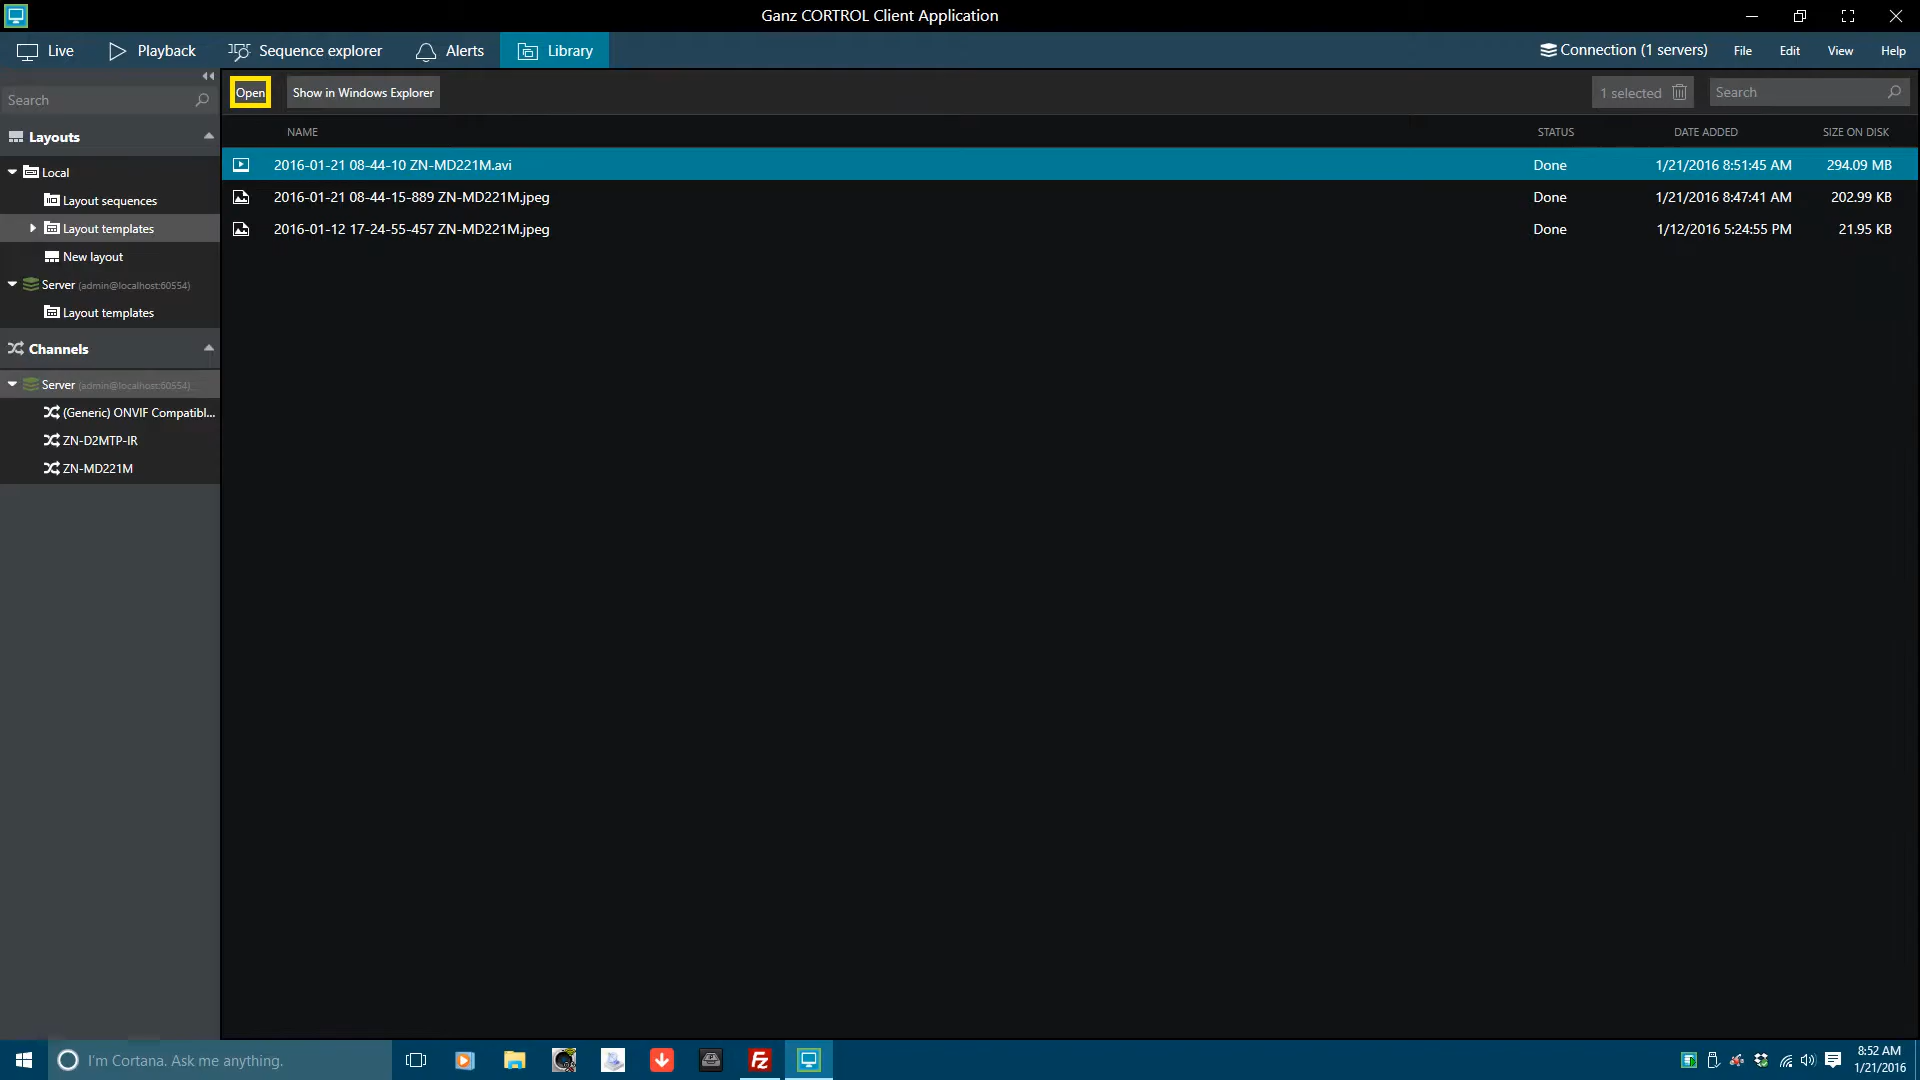 Ganz CORTROL Client Application
Live Playback Sequence explorer Alerts Library Connection (1 servers) File Edit View Help
Search
Open Show in Windows Explorer 1 selected Search
Layouts
NAME STATUS DATE ADDED SIZE ON DISK
Local
2016-01-21 08-44-10 ZN-MD221M.avi Done 1/21/2016 8:51:45 AM 294.09 MB
Layout sequences
2016-01-21 08-44-15-889 ZN-MD221M.jpeg Done 1/21/2016 8:47:41 AM 202.99 KB
Layout templates
2016-01-12 17-24-55-457 ZN-MD221M.jpeg Done 1/12/2016 5:24:55 PM 21.95 KB
New layout
Server (admin@localhost:60554)
Layout templates
Channels
Server (admin@localhost:60554)
(Generic) ONVIF Compatibl...
ZN-D2MTP-IR
ZN-MD221M
I'm Cortana. Ask me anything.
Fz
8:52 AM
1/21/2016